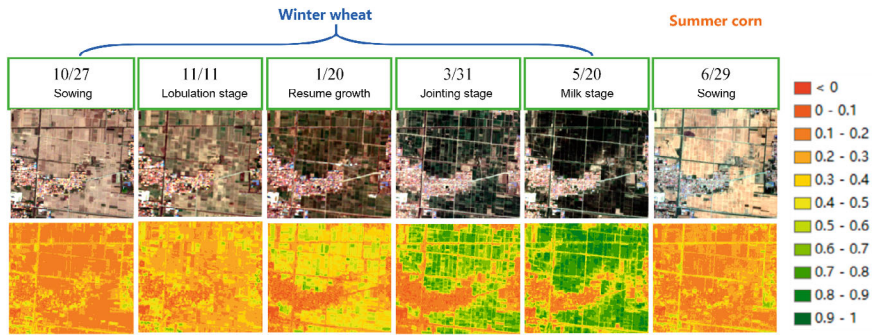 Winter wheat
Summer corn
10/27
Sowing
11/11
Lobulation stage
1/20
Resume growth
3/31
Jointing stage
5/20
Milk stage
6/29
Sowing
< 0
0 - 0.1
0.1 - 0.2
0.2 - 0.3
0.3 - 0.4
0.4 - 0.5
0.5 - 0.6
0.6 - 0.7
0.7 - 0.8
0.8 - 0.9
0.9 - 1